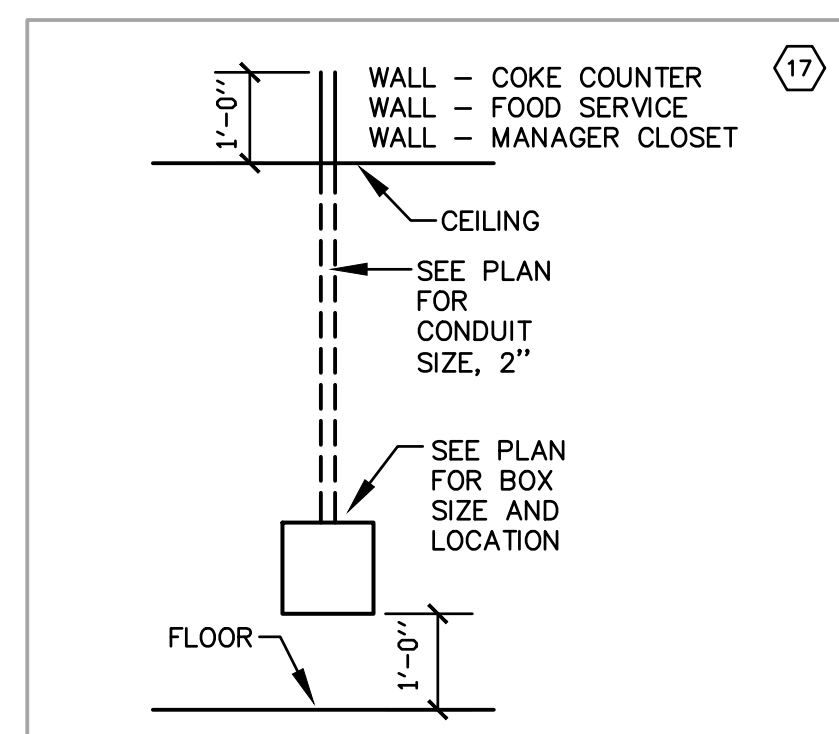 1'-0"
WALL – COKE COUNTER
WALL – FOOD SERVICE
WALL – MANAGER CLOSET
17
CEILING
SEE PLAN
FOR
CONDUIT
SIZE, 2"
SEE PLAN
FOR BOX
SIZE AND
LOCATION
FLOOR
1'-0"